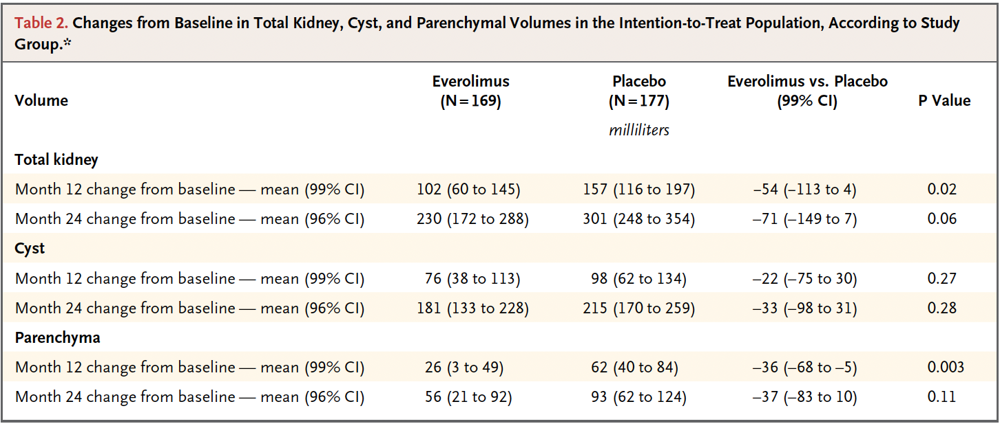 Table 2. Changes from Baseline in Total Kidney, Cyst, and Parenchymal Volumes in the Intention-to-Treat Population, According to Study
Group.*
Volume Everolimus (N=169) Placebo (N=177) Everolimus vs. Placebo (99% CI) P Value
milliliters
Total kidney
Month 12 change from baseline — mean (99% CI) 102 (60 to 145) 157 (116 to 197) –54 (–113 to 4) 0.02
Month 24 change from baseline — mean (96% CI) 230 (172 to 288) 301 (248 to 354) –71 (–149 to 7) 0.06
Cyst
Month 12 change from baseline — mean (99% CI) 76 (38 to 113) 98 (62 to 134) –22 (–75 to 30) 0.27
Month 24 change from baseline — mean (96% CI) 181 (133 to 228) 215 (170 to 259) –33 (–98 to 31) 0.28
Parenchyma
Month 12 change from baseline — mean (99% CI) 26 (3 to 49) 62 (40 to 84) –36 (–68 to –5) 0.003
Month 24 change from baseline — mean (96% CI) 56 (21 to 92) 93 (62 to 124) –37 (–83 to 10) 0.11